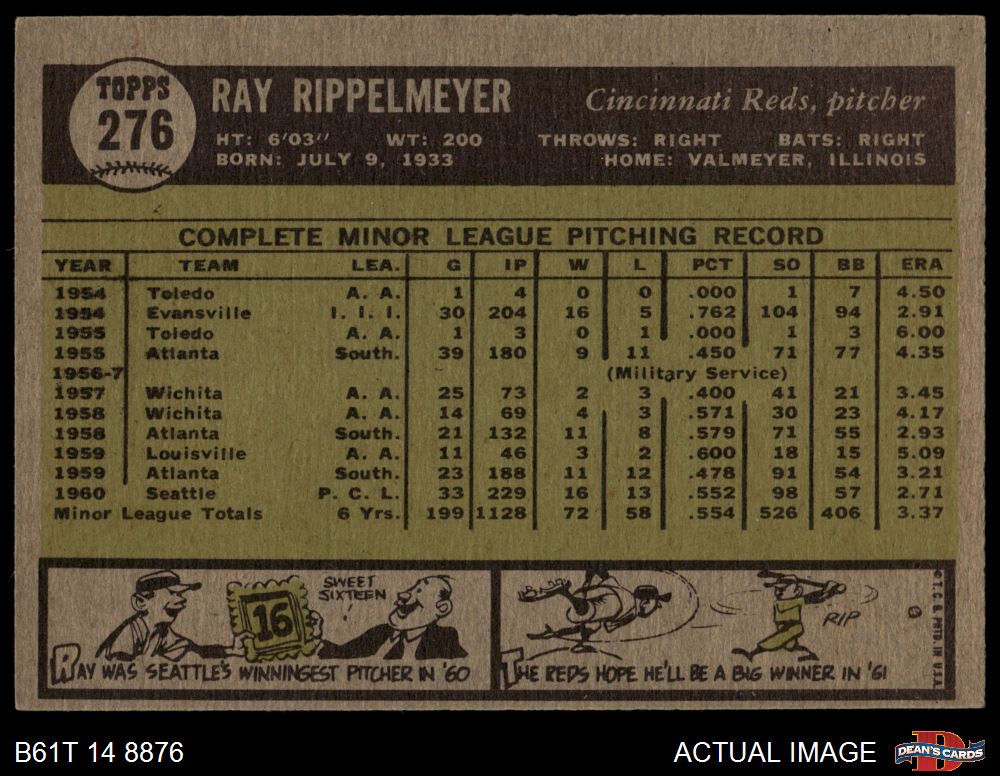 TOPPS
276
RAY RIPPELMEYER Cincinnati Reds, pitcher
HT: 6'03" WT: 200 THROWS: RIGHT BATS: RIGHT
BORN: JULY 9, 1933 HOME: VALMEYER, ILLINOIS
COMPLETE MINOR LEAGUE PITCHING RECORD
YEAR TEAM LEA. G IP W L PCT SO BB ERA
1954 Toledo A. A. 1 4 0 0 .000 1 7 4.50
1954 Evansville I. I. I. 30 204 16 5 .762 104 94 2.91
1955 Toledo A. A. 1 3 0 1 .000 1 3 6.00
1955 Atlanta South. 39 180 9 11 .450 71 77 4.35
1956-7 (Military Service)
1957 Wichita A. A. 25 73 2 3 .400 41 21 3.45
1958 Wichita A. A. 14 69 4 3 .571 30 23 4.17
1958 Atlanta South. 21 132 11 8 .579 71 55 2.93
1959 Louisville A. A. 11 46 3 2 .600 18 15 5.09
1959 Atlanta South. 23 188 11 12 .478 91 54 3.21
1960 Seattle P. C. L. 33 229 16 13 .552 98 57 2.71
Minor League Totals 6 Yrs. 199 1128 72 58 .554 526 406 3.37
16
SWEET
SIXTEEN
!
RAY WAS SEATTLE'S WINNINGEST PITCHER IN '60
RIP
THE REDS HOPE HE'LL BE A BIG WINNER IN '61
©T.C.G. PRTD. IN U.S.A.
B61T 14 8876 ACTUAL IMAGE
DEAN'S CARDS